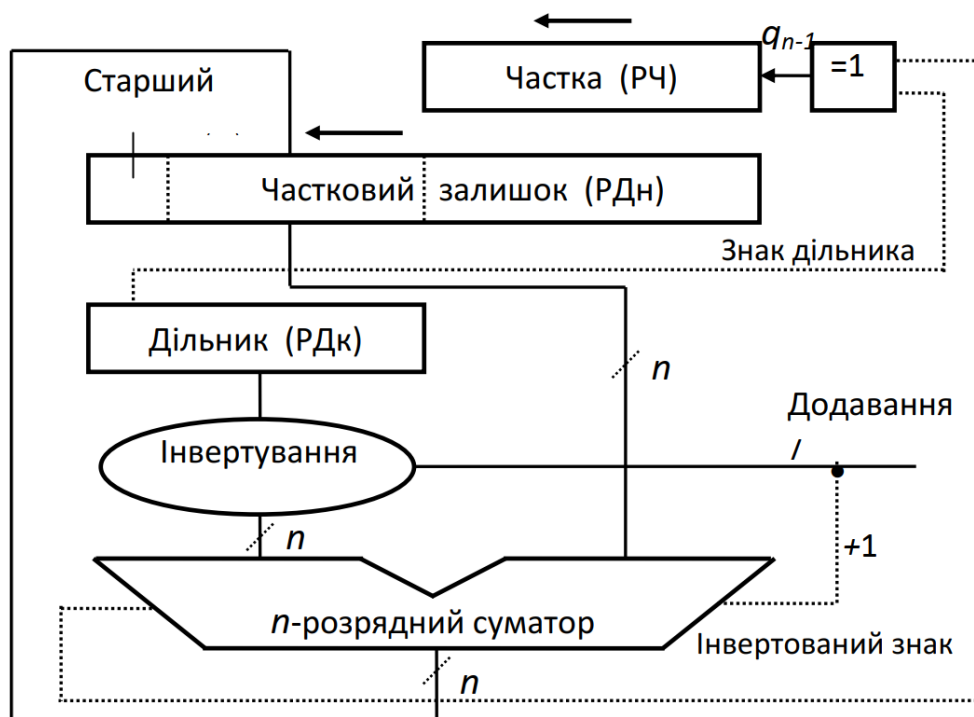 qn-1
=1
Частка (РЧ)
Старший
Частковий залишок (РДн)
Знак дільника
Дільник (РДк)
n
Додавання
/
Інвертування
+1
n
n-розрядний суматор
Інвертований знак
n